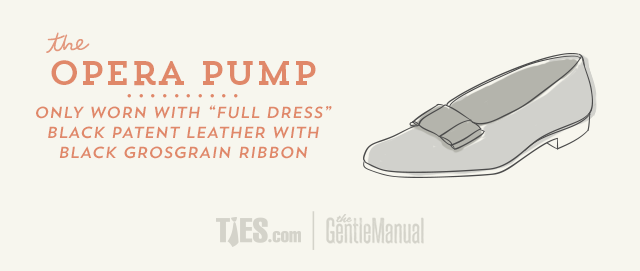 the
OPERA PUMP
ONLY WORN WITH “FULL DRESS”
BLACK PATENT LEATHER WITH
BLACK GROSGRAIN RIBBON
TIES.com | the GentleManual